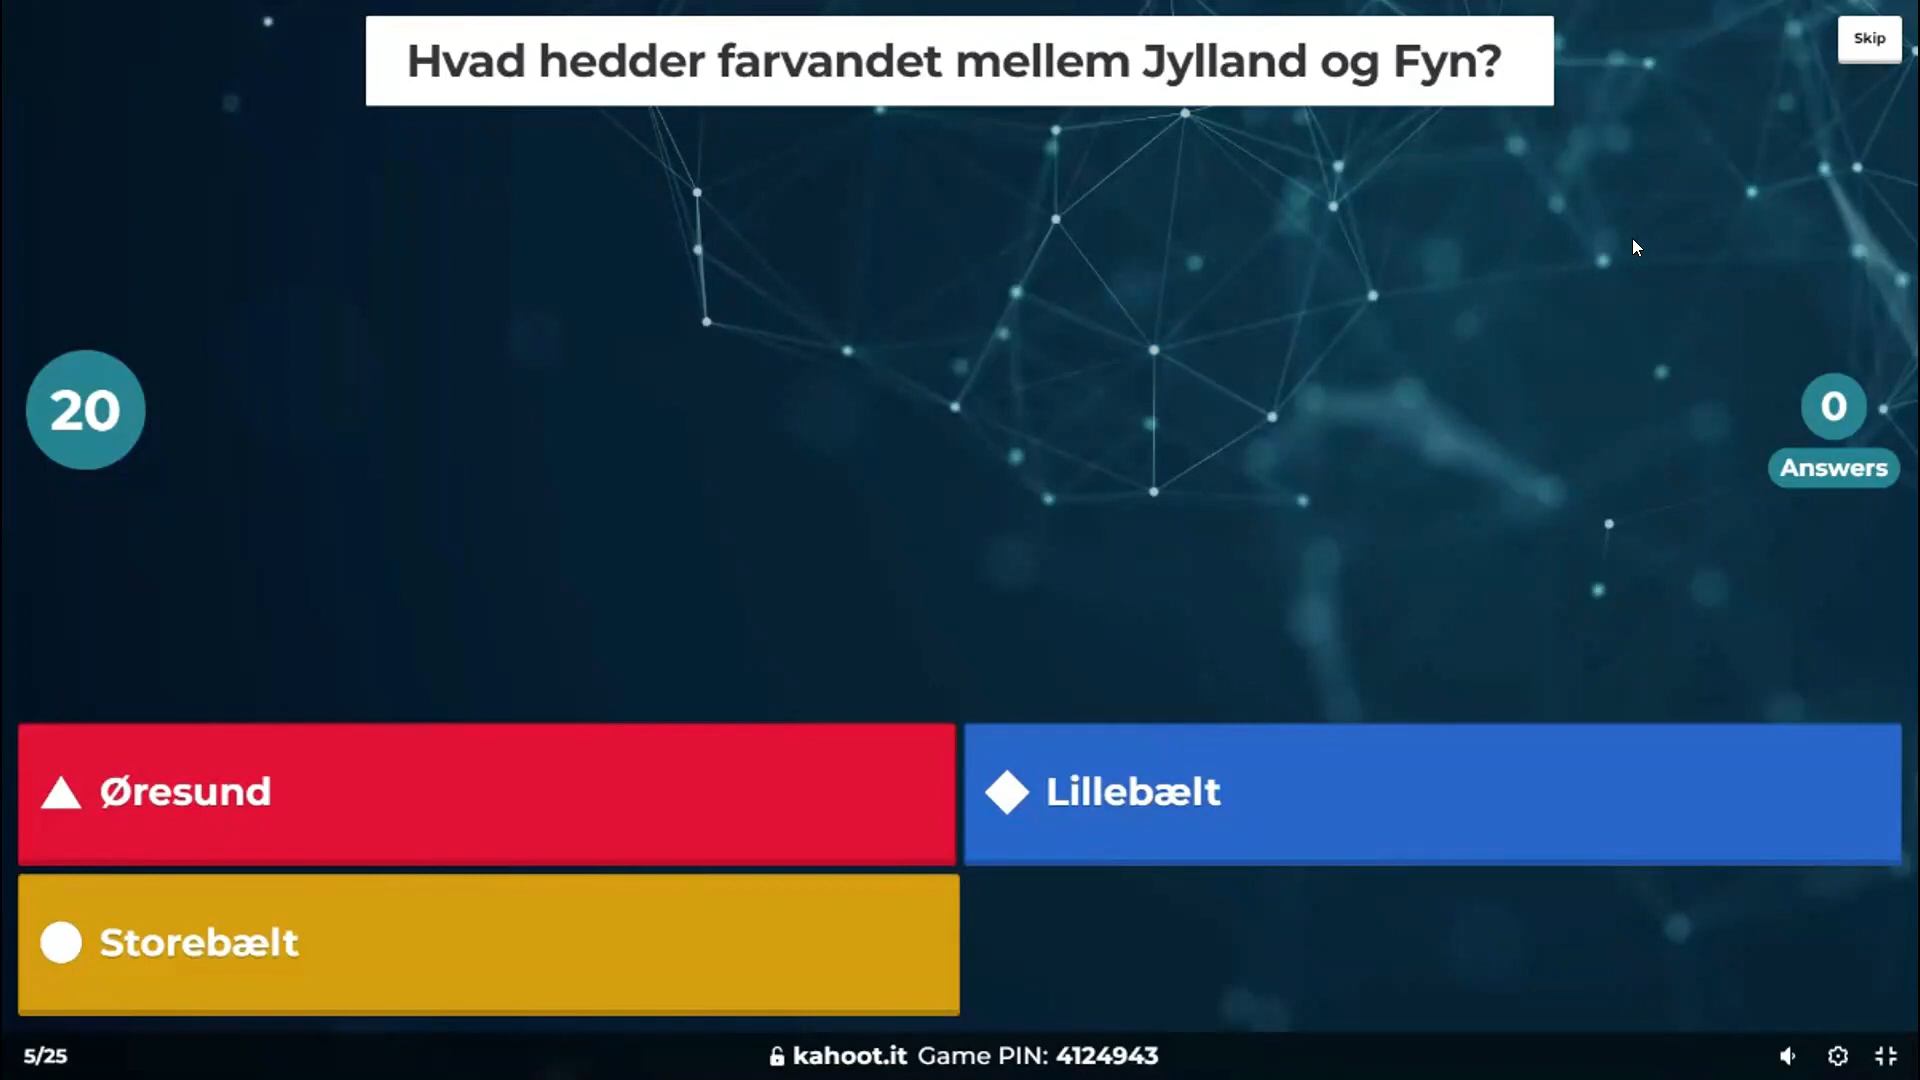 Hvad hedder farvandet mellem Jylland og Fyn?
Skip
20
0
Answers
Øresund
Lillebælt
Storebælt
5/25
kahoot.it Game PIN: 4124943